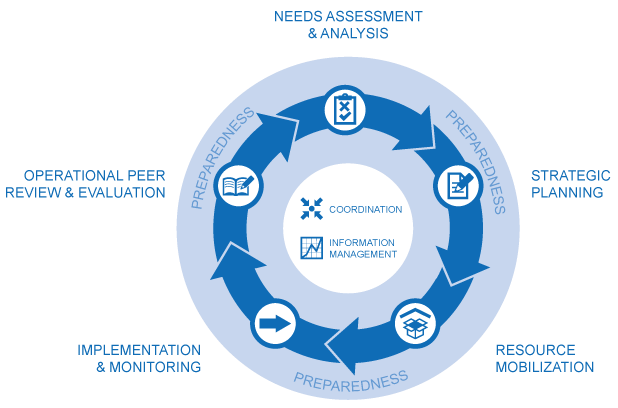 NEEDS ASSESSMENT
& ANALYSIS
PREPAREDNESS
PREPAREDNESS
OPERATIONAL PEER
REVIEW & EVALUATION
STRATEGIC
PLANNING
COORDINATION
INFORMATION
MANAGEMENT
IMPLEMENTATION
& MONITORING
RESOURCE
MOBILIZATION
PREPAREDNESS